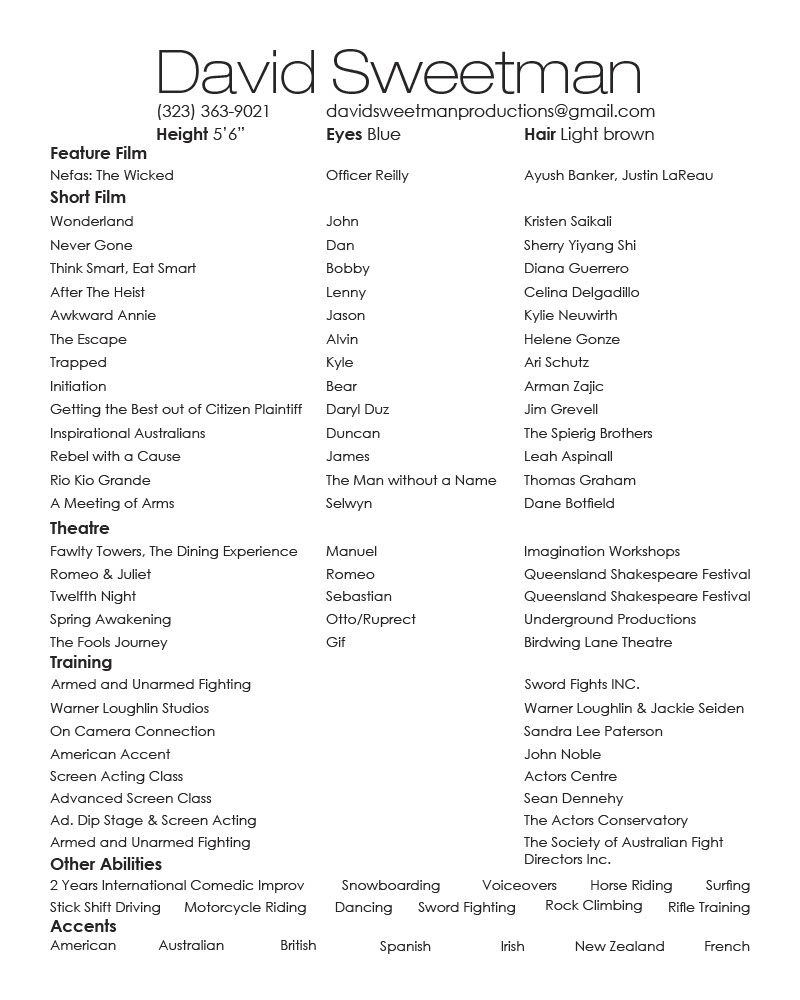 David Sweetman
(323) 363-9021 davidsweetmanproductions@gmail.com
Height 5'6” Eyes Blue Hair Light brown
Feature Film
Nefas: The Wicked Officer Reilly Ayush Banker, Justin LaReau
Short Film
Wonderland John Kristen Saikali
Never Gone Dan Sherry Yiyang Shi
Think Smart, Eat Smart Bobby Diana Guerrero
After The Heist Lenny Celina Delgadillo
Awkward Annie Jason Kylie Neuwirth
The Escape Alvin Helene Gonze
Trapped Kyle Ari Schutz
Initiation Bear Arman Zajic
Getting the Best out of Citizen Plaintiff Daryl Duz Jim Grevell
Inspirational Australians Duncan The Spierig Brothers
Rebel with a Cause James Leah Aspinall
Rio Kio Grande The Man without a Name Thomas Graham
A Meeting of Arms Selwyn Dane Botfield
Theatre
Fawlty Towers, The Dining Experience Manuel Imagination Workshops
Romeo & Juliet Romeo Queensland Shakespeare Festival
Twelfth Night Sebastian Queensland Shakespeare Festival
Spring Awakening Otto/Ruprect Underground Productions
The Fools Journey Gif Birdwing Lane Theatre
Training
Armed and Unarmed Fighting Sword Fights INC.
Warner Loughlin Studios Warner Loughlin & Jackie Seiden
On Camera Connection Sandra Lee Paterson
American Accent John Noble
Screen Acting Class Actors Centre
Advanced Screen Class Sean Dennehy
Ad. Dip Stage & Screen Acting The Actors Conservatory
Armed and Unarmed Fighting The Society of Australian Fight
Directors Inc.
Other Abilities
2 Years International Comedic Improv Snowboarding Voiceovers Horse Riding Surfing
Stick Shift Driving Motorcycle Riding Dancing Sword Fighting Rock Climbing Rifle Training
Accents
American Australian British Spanish Irish New Zealand French